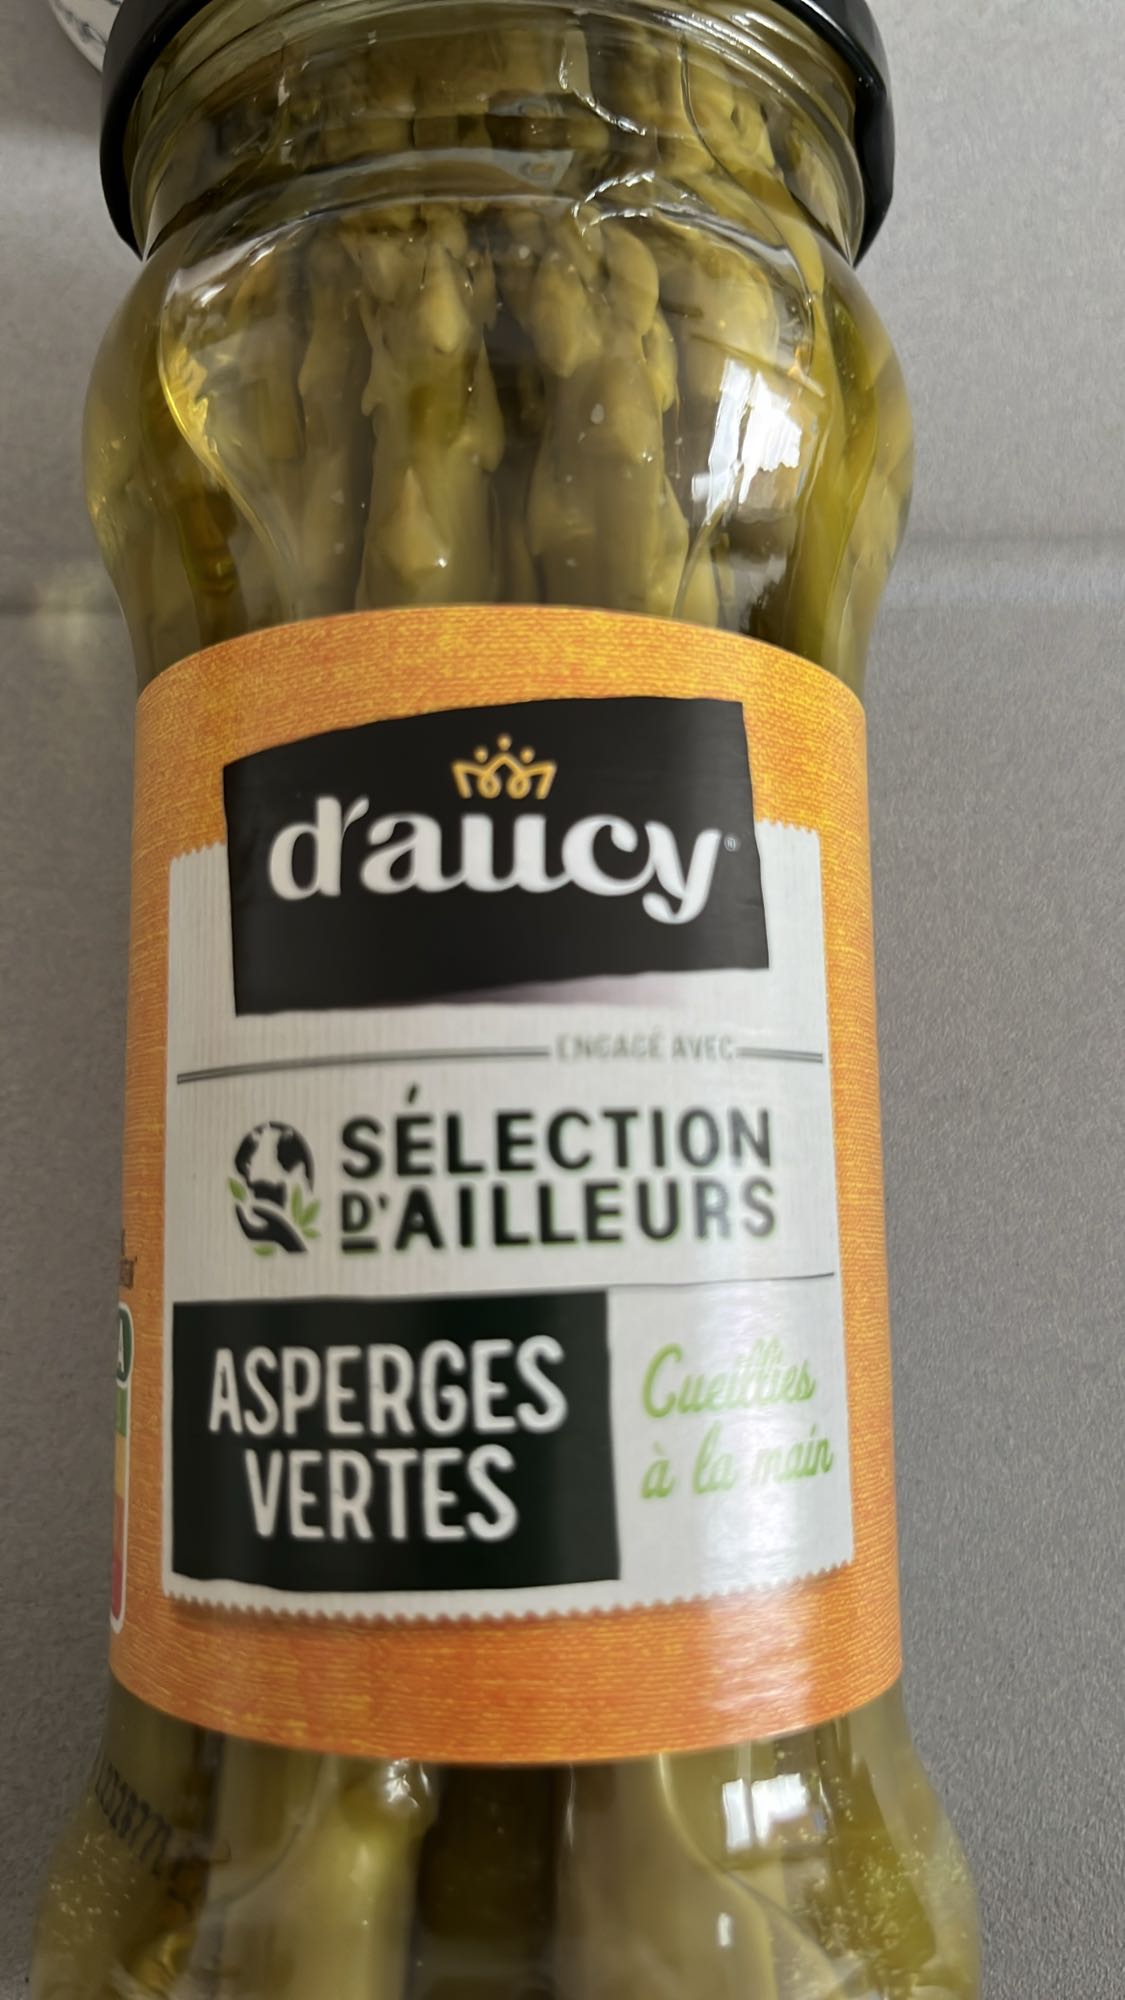 d'aucy
ENGAGÉ AVEC
SÉLECTION
D'AILLEURS
ASPERGES
VERTES
Cueillies
à la main
A